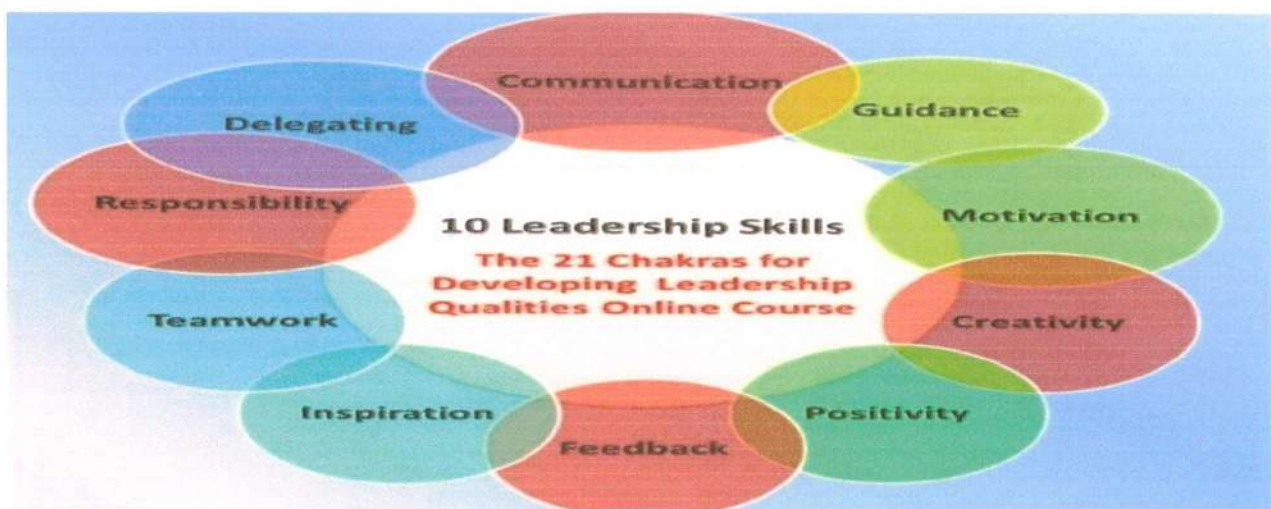 Communication
Guidance
Delegating
Responsibility
Motivation
10 Leadership Skills
The 21 Chakras for
Developing Leadership
Qualities Online Course
Teamwork
Creativity
Inspiration
Positivity
Feedback